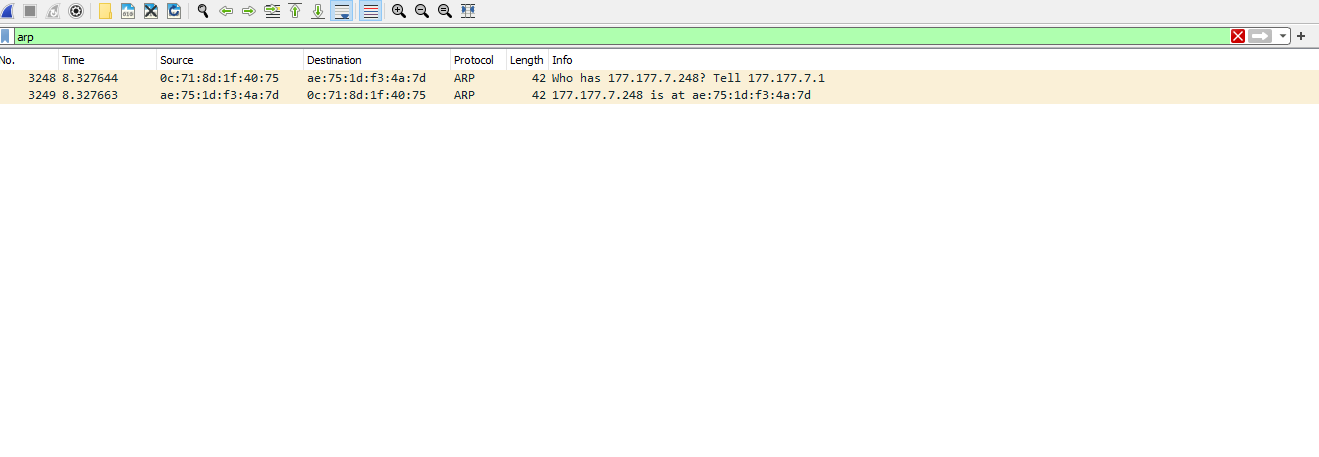 arp
No. Time Source Destination Protocol Length Info
3248 8.327644 0c:71:8d:1f:40:75 ae:75:1d:f3:4a:7d ARP 42 Who has 177.177.7.248? Tell 177.177.7.1
3249 8.327663 ae:75:1d:f3:4a:7d 0c:71:8d:1f:40:75 ARP 42 177.177.7.248 is at ae:75:1d:f3:4a:7d